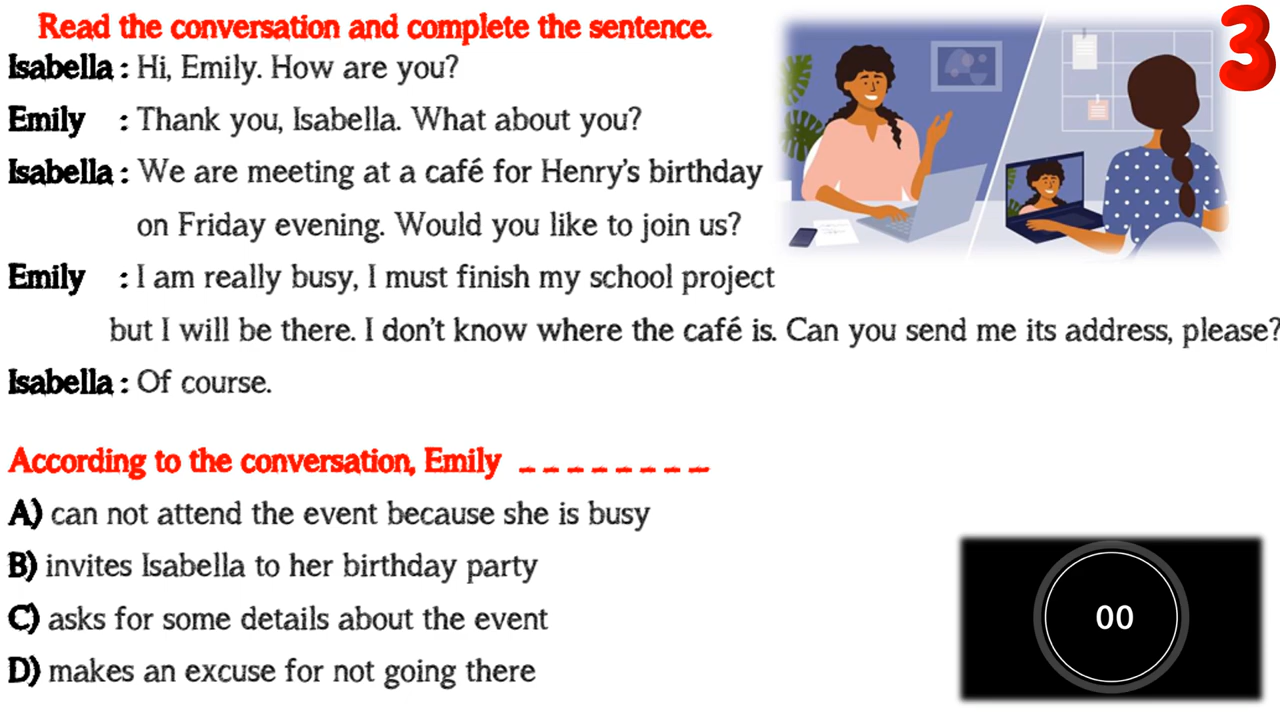 Read the conversation and complete the sentence.
3
Isabella : Hi, Emily. How are you?
Emily : Thank you, Isabella. What about you?
Isabella : We are meeting at a café for Henry's birthday
on Friday evening. Would you like to join us?
Emily : I am really busy, I must finish my school project
but I will be there. I don't know where the café is. Can you send me its address, please?
Isabella : Of course.
According to the conversation, Emily _ _ _ _ _ _ _ _
A) can not attend the event because she is busy
B) invites Isabella to her birthday party
C) asks for some details about the event
D) makes an excuse for not going there
00